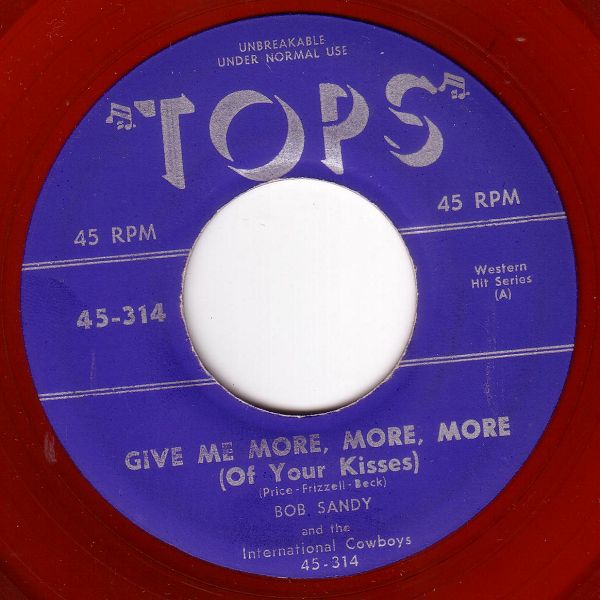 UNBREAKABLE
UNDER NORMAL USE
TOPS
45 RPM
45 RPM
Western
Hit Series
(A)
45-314
GIVE ME MORE, MORE, MORE
(Of Your Kisses)
(Price-Frizzell-Beck)
BOB SANDY
and the
International Cowboys
45-314